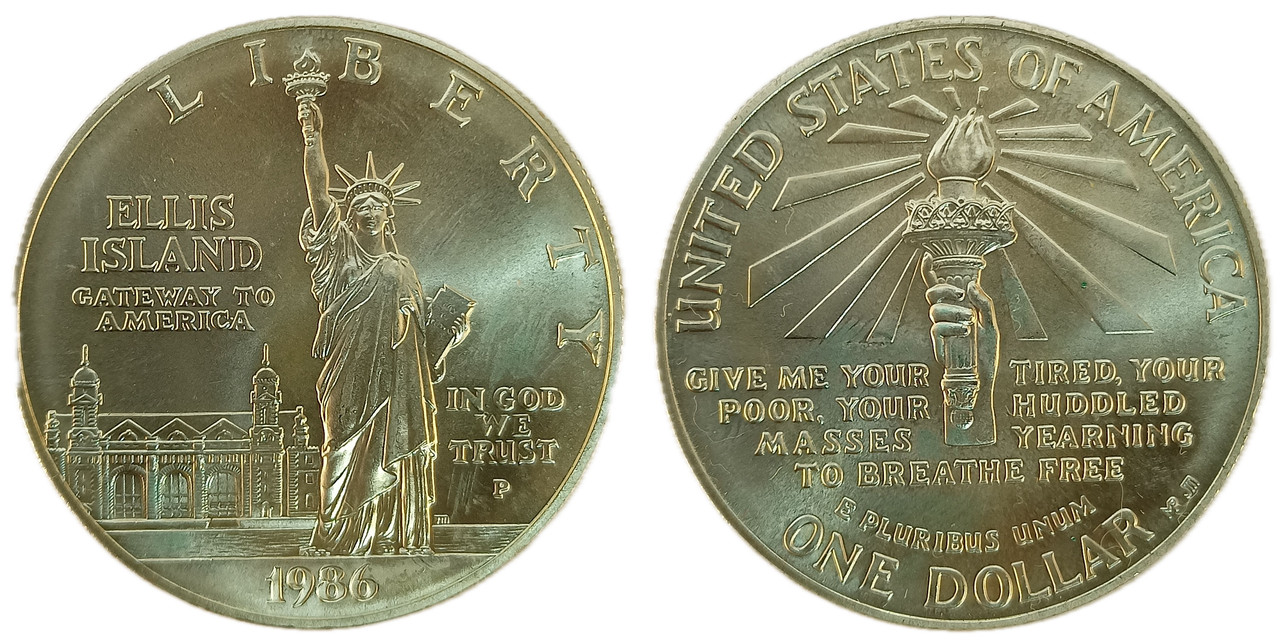 LIBERTY
ELLIS
ISLAND
GATEWAY TO
AMERICA
IN GOD
WE
TRUST
P
1986
UNITED STATES OF AMERICA
GIVE ME YOUR TIRED, YOUR
POOR, YOUR HUDDLED
MASSES YEARNING
TO BREATHE FREE
E PLURIBUS UNUM
ONE DOLLAR